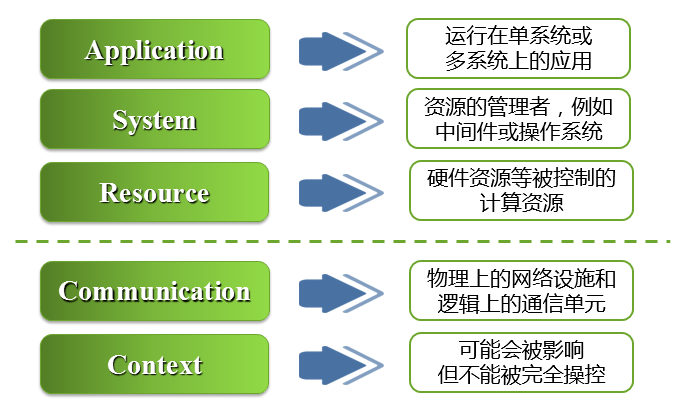 Application
运行在单系统或
多系统上的应用
System
资源的管理者，例如
中间件或操作系统
Resource
硬件资源等被控制的
计算资源
Communication
物理上的网络设施和
逻辑上的通信单元
Context
可能会被影响
但不能被完全操控